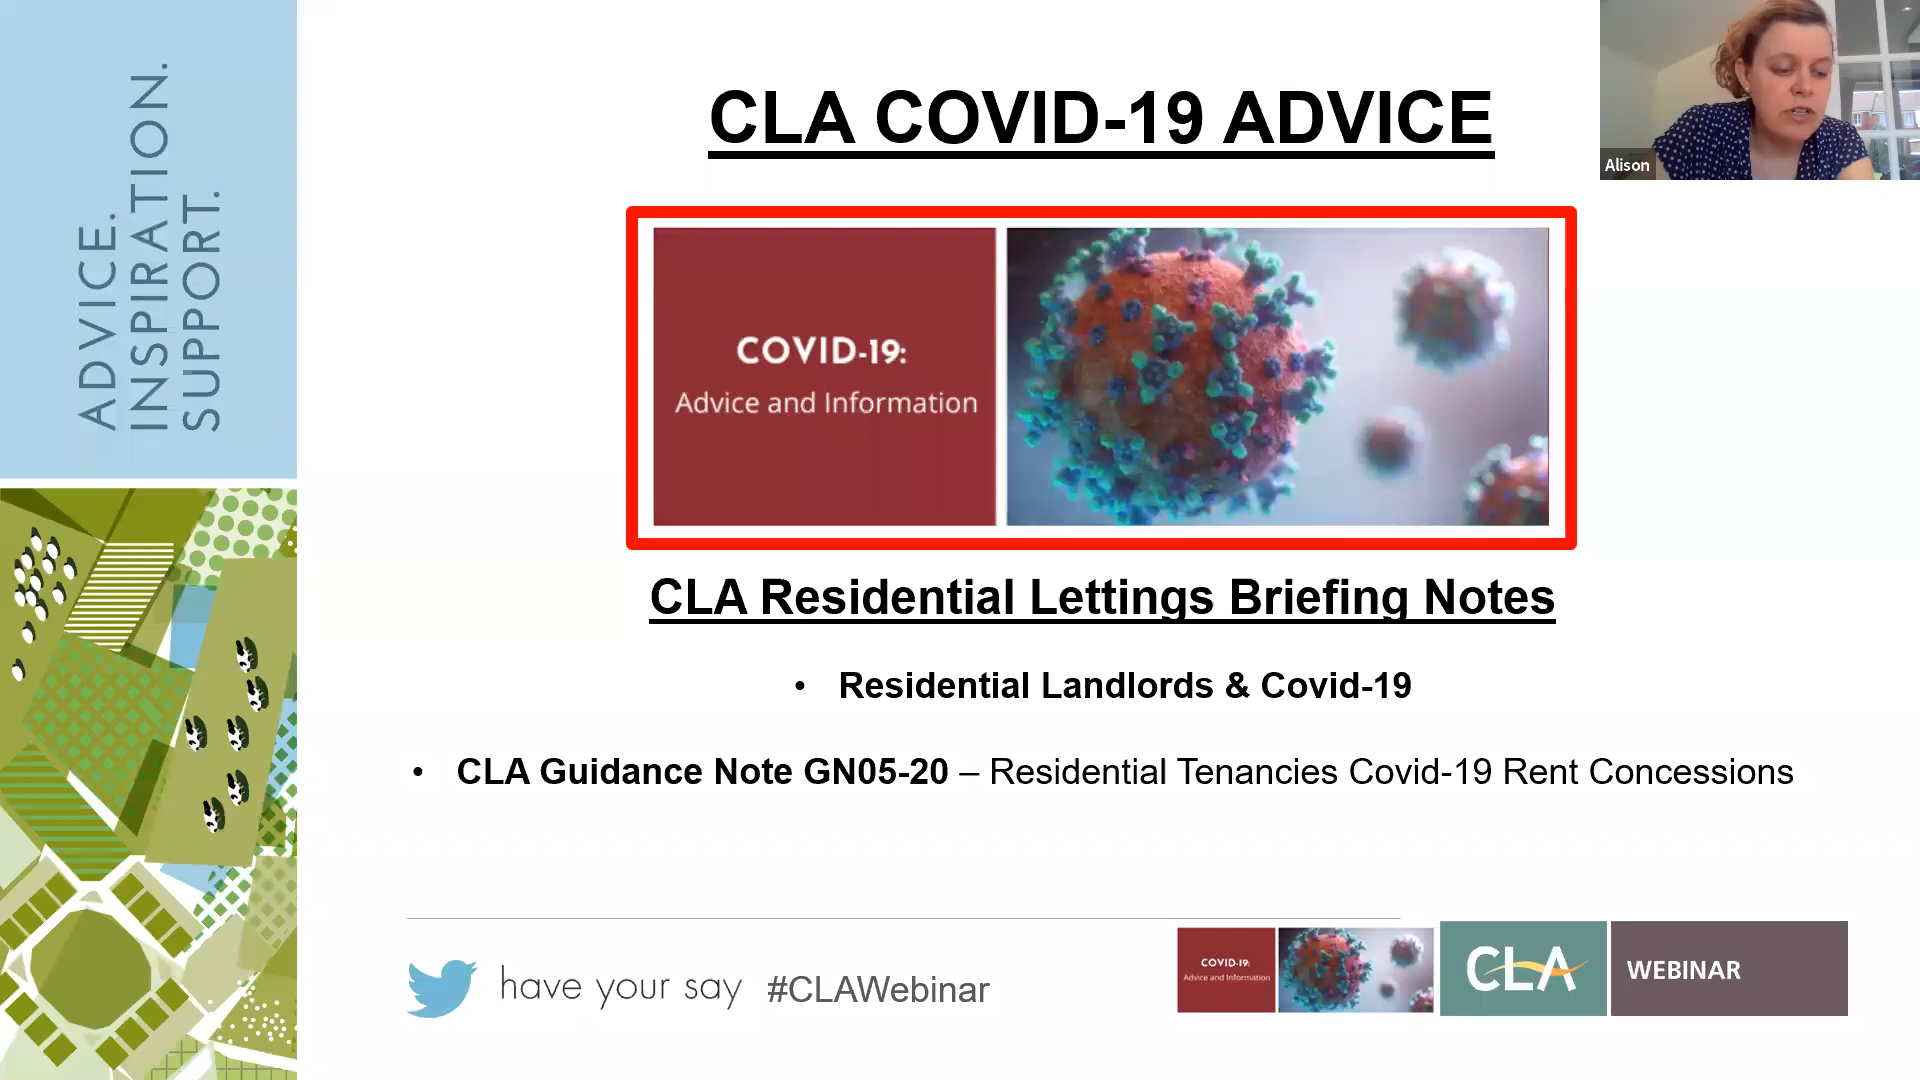 ADVICE.
INSPIRATION.
SUPPORT.
CLA COVID-19 ADVICE
Alison
COVID-19:
Advice and Information
CLA Residential Lettings Briefing Notes
• Residential Landlords & Covid-19
• CLA Guidance Note GN05-20 – Residential Tenancies Covid-19 Rent Concessions
have your say #CLAWebinar
COVID-19:
Advice and Information
CLA
WEBINAR